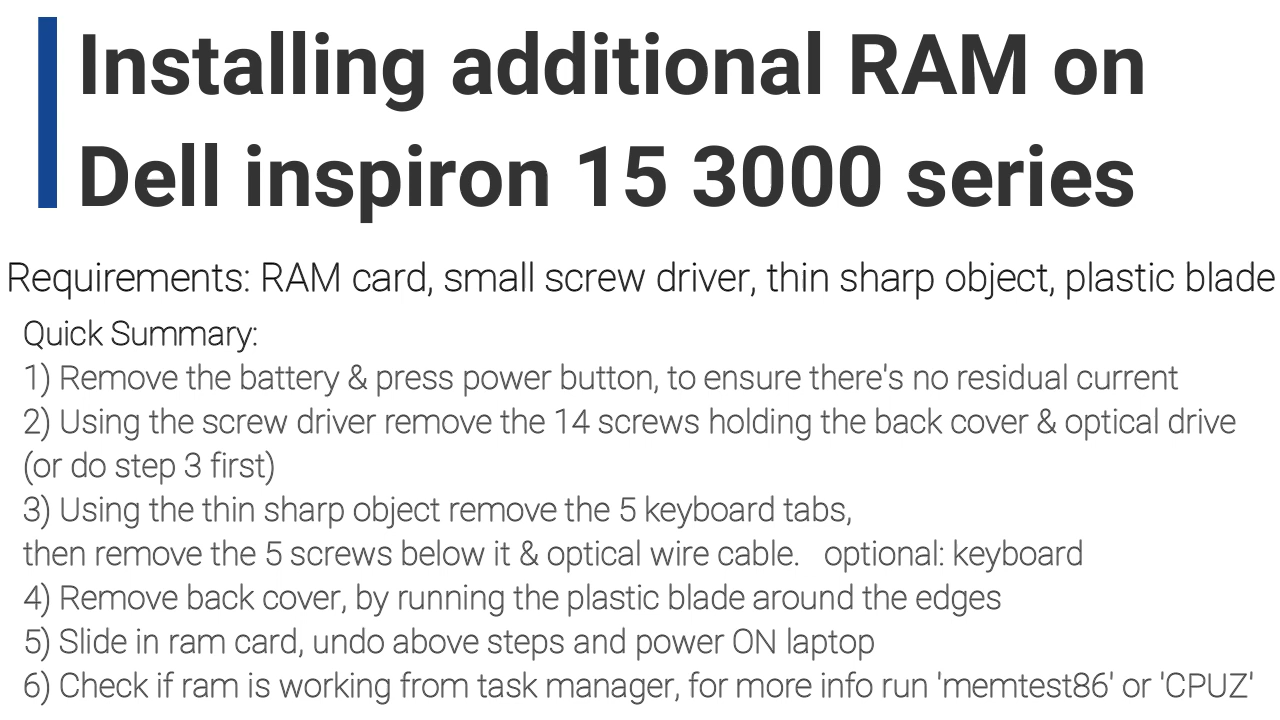 Installing additional RAM on
Dell inspiron 15 3000 series
Requirements: RAM card, small screw driver, thin sharp object, plastic blade
Quick Summary:
1) Remove the battery & press power button, to ensure there's no residual current
2) Using the screw driver remove the 14 screws holding the back cover & optical drive
(or do step 3 first)
3) Using the thin sharp object remove the 5 keyboard tabs,
then remove the 5 screws below it & optical wire cable.   optional: keyboard
4) Remove back cover, by running the plastic blade around the edges
5) Slide in ram card, undo above steps and power ON laptop
6) Check if ram is working from task manager, for more info run 'memtest86' or 'CPUZ'